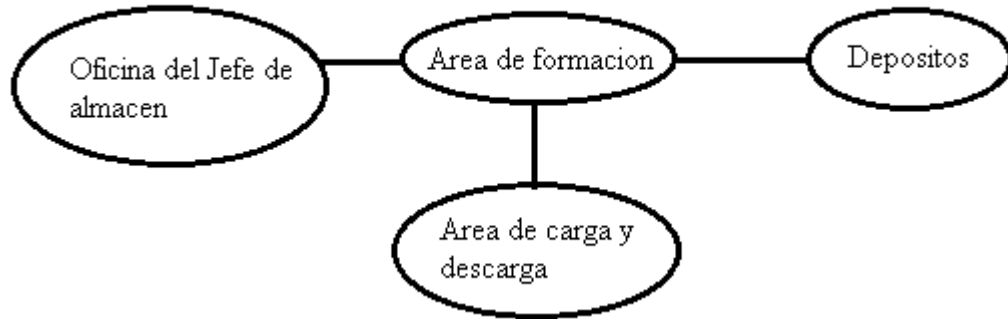 Oficina del Jefe de
almacen
Area de formacion
Depositos
Area de carga y
descarga